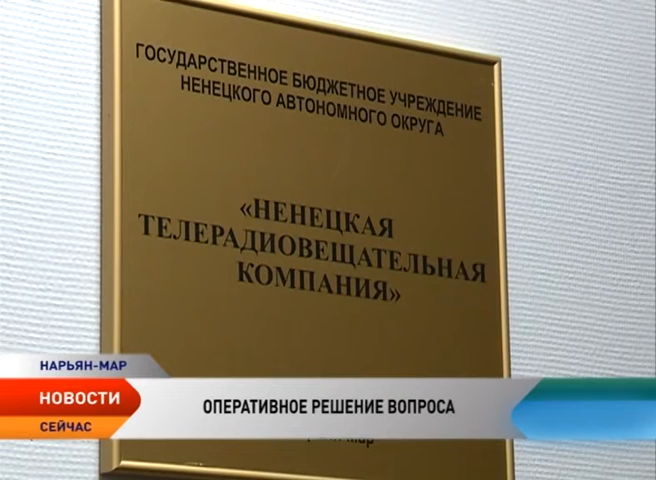 ГОСУДАРСТВЕННОЕ БЮДЖЕТНОЕ УЧРЕЖДЕНИЕ
НЕНЕЦКОГО АВТОНОМНОГО ОКРУГА
«НЕНЕЦКАЯ
ТЕЛЕРАДИОВЕЩАТЕЛЬНАЯ
КОМПАНИЯ»
НАРЬЯН-МАР
НОВОСТИ
СЕЙЧАС
ОПЕРАТИВНОЕ РЕШЕНИЕ ВОПРОСА